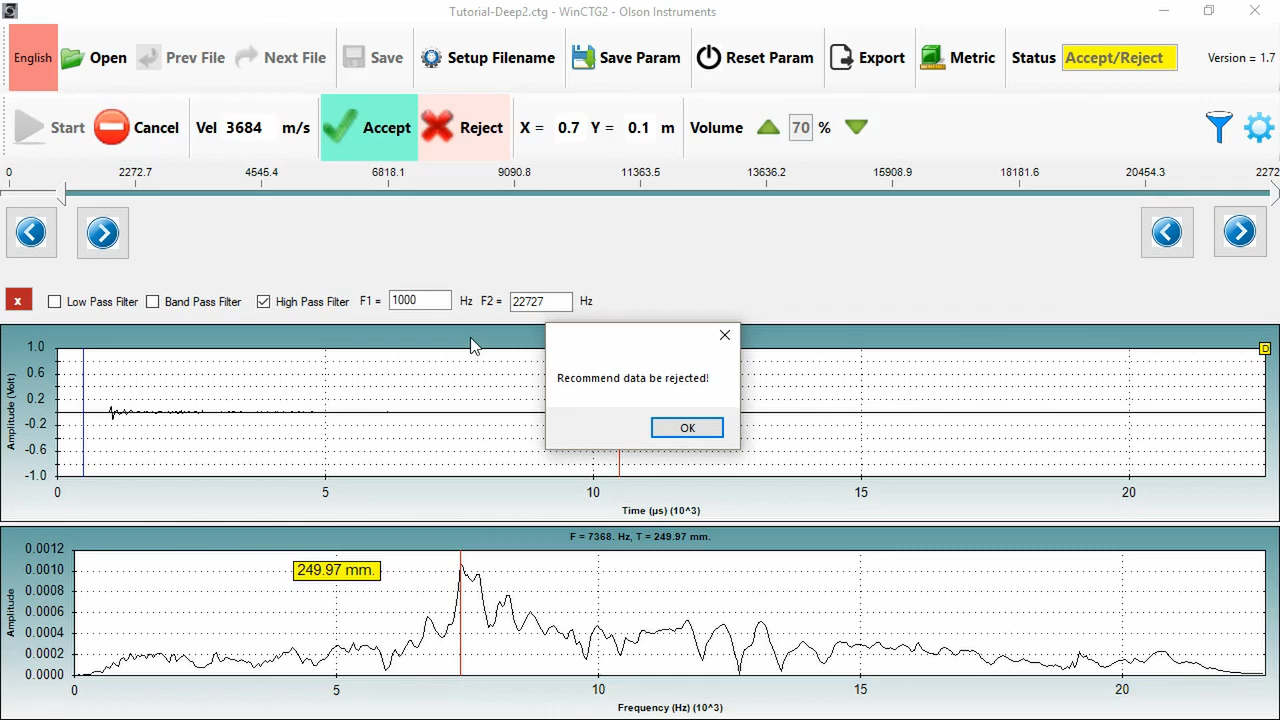 Tutorial-Deep2.ctg - WinCTG2 - Olson Instruments
English Open Prev File Next File Save Setup Filename Save Param Reset Param Export Metric Status Accept/Reject Version = 1.7
Start Cancel Vel 3684 m/s Accept Reject X = 0.7 Y = 0.1 m Volume 70 %
0 2272.7 4545.4 6818.1 9090.8 11363.5 13636.2 15908.9 18181.6 20454.3 2272
x Low Pass Filter Band Pass Filter High Pass Filter F1 = 1000 Hz F2 = 22727 Hz
Recommend data be rejected!
OK
D
Amplitude (Volt)
1.0
0.6
0.2
-0.2
-0.6
-1.0
0 5 10 15 20
Time (µs) (10^3)
F = 7368. Hz, T = 249.97 mm.
249.97 mm.
Amplitude
0.0012
0.0010
0.0008
0.0006
0.0004
0.0002
0.0000
0 5 10 15 20
Frequency (Hz) (10^3)